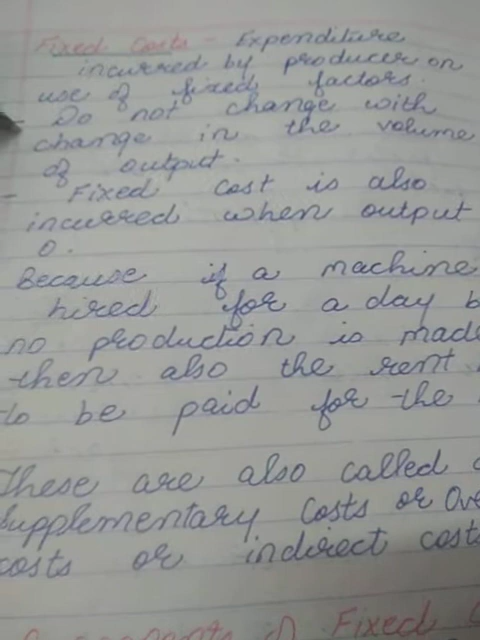 Fixed Costs - Expenditure
incurred by producer on
use of fixed factors.
- Do not change with
change in the volume
of output.
- Fixed cost is also
incurred when output
0.
Because if a machine
hired for a day
no production is made
then also the rent
to be paid for the
These are also called
supplementary costs or Ove
costs or indirect costs
Fixed